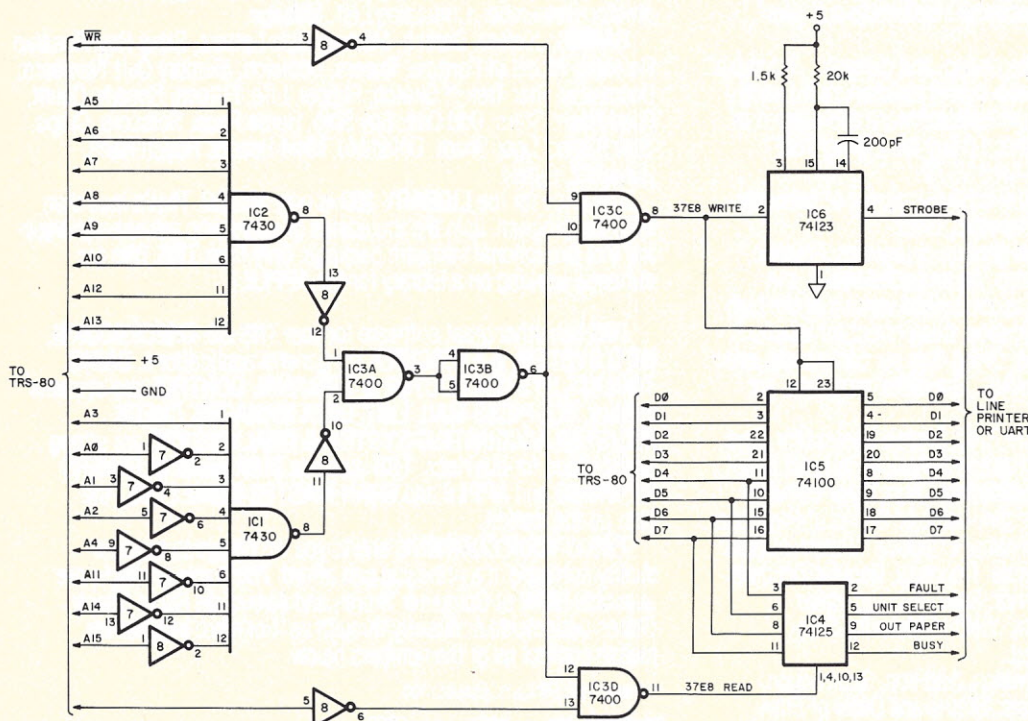 WR
3 8 4
+5
1.5k 20k
200pF
3 15 14
A5 1
A6 2
A7 3
A8 4
A9 5
A10 6
A12 11
A13 12
IC2
7430
8
13
8
12
9
10
IC3C
7400
8
37E8 WRITE
2
IC6
74123
4
STROBE
1
+5
GND
TO
TRS-80
1
2
IC3A
7400
3
4
5
IC3B
7400
6
10
8
11
A3 1
A0 1 7 2 2
A1 3 7 4 3
A2 5 7 6 4
A4 9 7 8 5
A11 11 7 10 6
A14 13 7 12 11
A15 1 8 2 12
IC1
7430
8
12 23
D0 2 5 D0
D1 3 4 D1
D2 22 19 D2
D3 21 20 D3
D4 11 8 D4
D5 10 9 D5
D6 15 18 D6
D7 16 17 D7
IC5
74100
TO
TRS-80
TO
LINE
PRINTER
OR UART
3 2 FAULT
6 5 UNIT SELECT
8 9 OUT PAPER
11 12 BUSY
IC4
74125
1,4,10,13
5 8 6
12
13
IC3D
7400
11
37E8 READ